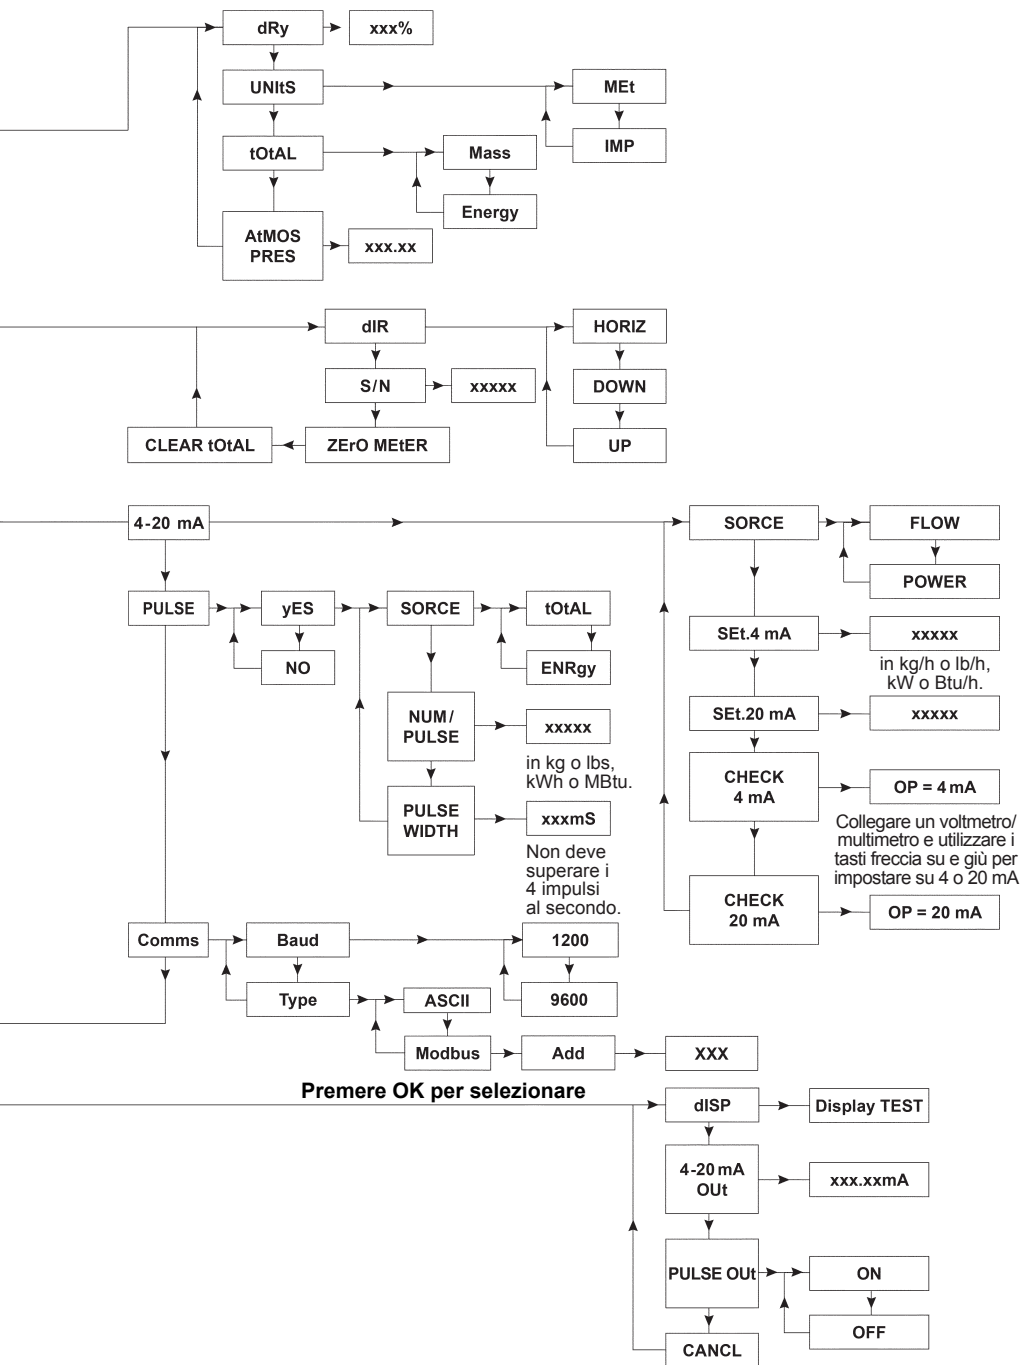 dRy
xxx%
UNItS
MEt
IMP
tOtAL
Mass
Energy
AtMOS
PRES
xxx.xx
dIR
HORIZ
S/N
xxxxx
DOWN
CLEAR tOtAL
ZErO MEtER
UP
4-20 mA
SORCE
FLOW
POWER
PULSE
yES
SORCE
tOtAL
NO
ENRgy
SEt.4 mA
xxxxx
in kg/h o lb/h,
kW o Btu/h.
NUM/
PULSE
xxxxx
in kg o lbs,
kWh o MBtu.
SEt.20 mA
xxxxx
PULSE
WIDTH
xxxmS
Non deve
superare i
4 impulsi
al secondo.
CHECK
4 mA
OP = 4 mA
Collegare un voltmetro/
multimetro e utilizzare i
tasti freccia su e giù per
impostare su 4 o 20 mA
CHECK
20 mA
OP = 20 mA
Comms
Baud
1200
Type
ASCII
9600
Modbus
Add
XXX
Premere OK per selezionare
dISP
Display TEST
4-20 mA
OUt
xxx.xxmA
PULSE OUt
ON
OFF
CANCL